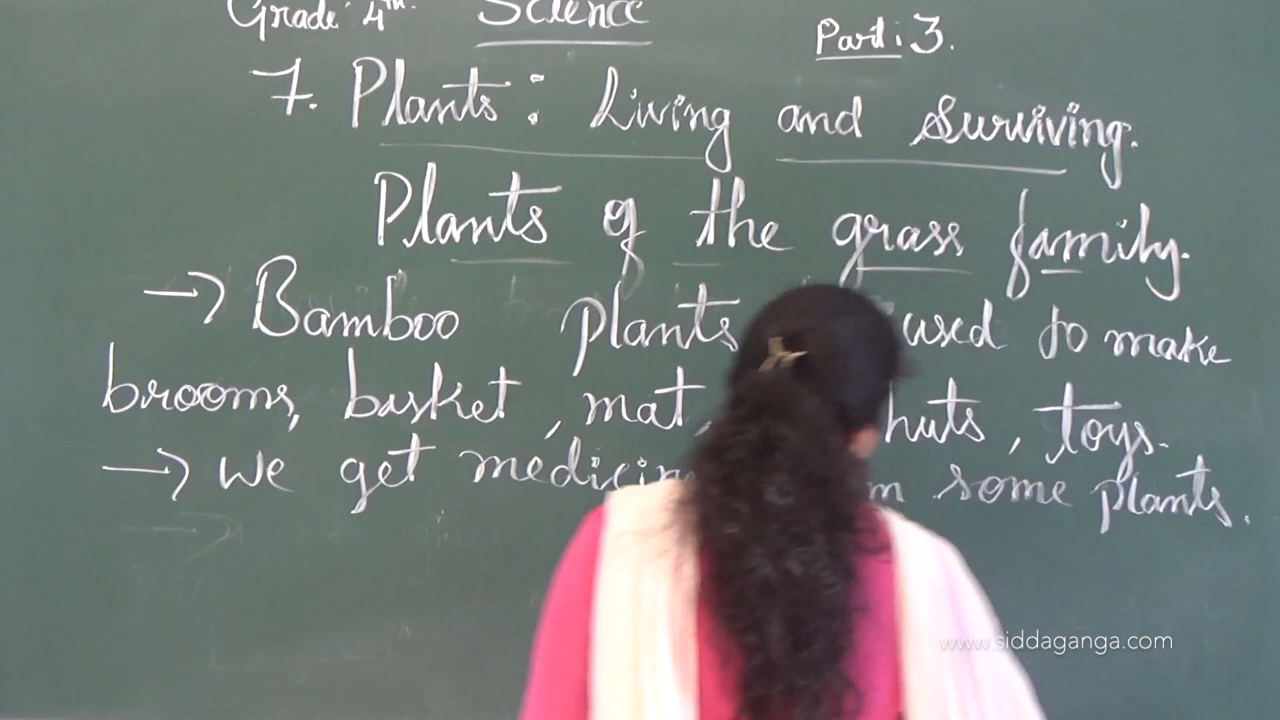 Grade: 4th. Science
Part: 3.
7. Plants: Living and Surviving.
Plants of the grass family.
→ Bamboo plants used to make
brooms, basket, mat, huts, toys.
→ We get some plants.
www.siddaganga.com